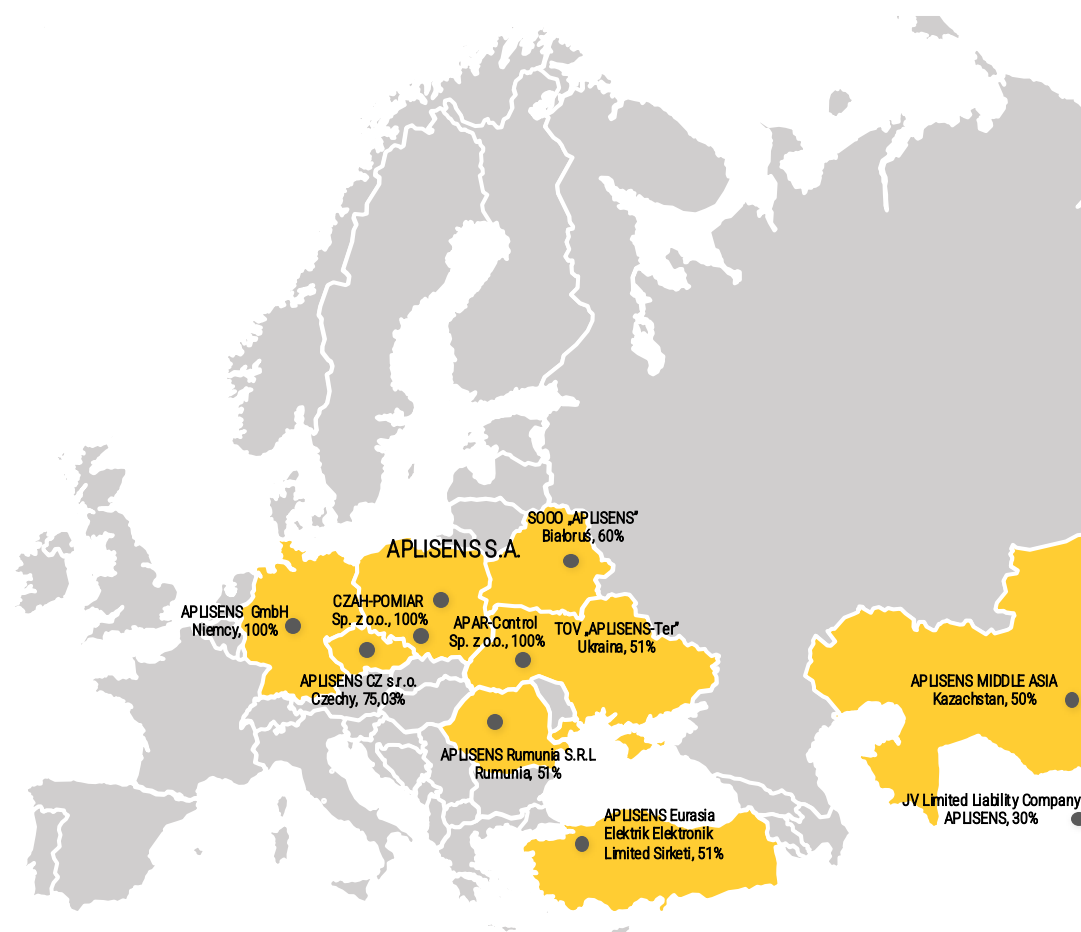 SOOO „APLISENS”
Białoruś, 60%
APLISENS S.A.
CZAH-POMIAR
Sp. z o.o., 100%
APLISENS GmbH
Niemcy, 100%
APAR-Control
Sp. z o.o., 100%
TOV „APLISENS-Ter”
Ukraina, 51%
APLISENS CZ s.r.o.
Czechy, 75,03%
APLISENS MIDDLE ASIA
Kazachstan, 50%
APLISENS Rumunia S.R.L
Rumunia, 51%
JV Limited Liability Company
APLISENS, 30%
APLISENS Eurasia
Elektrik Elektronik
Limited Sirketi, 51%